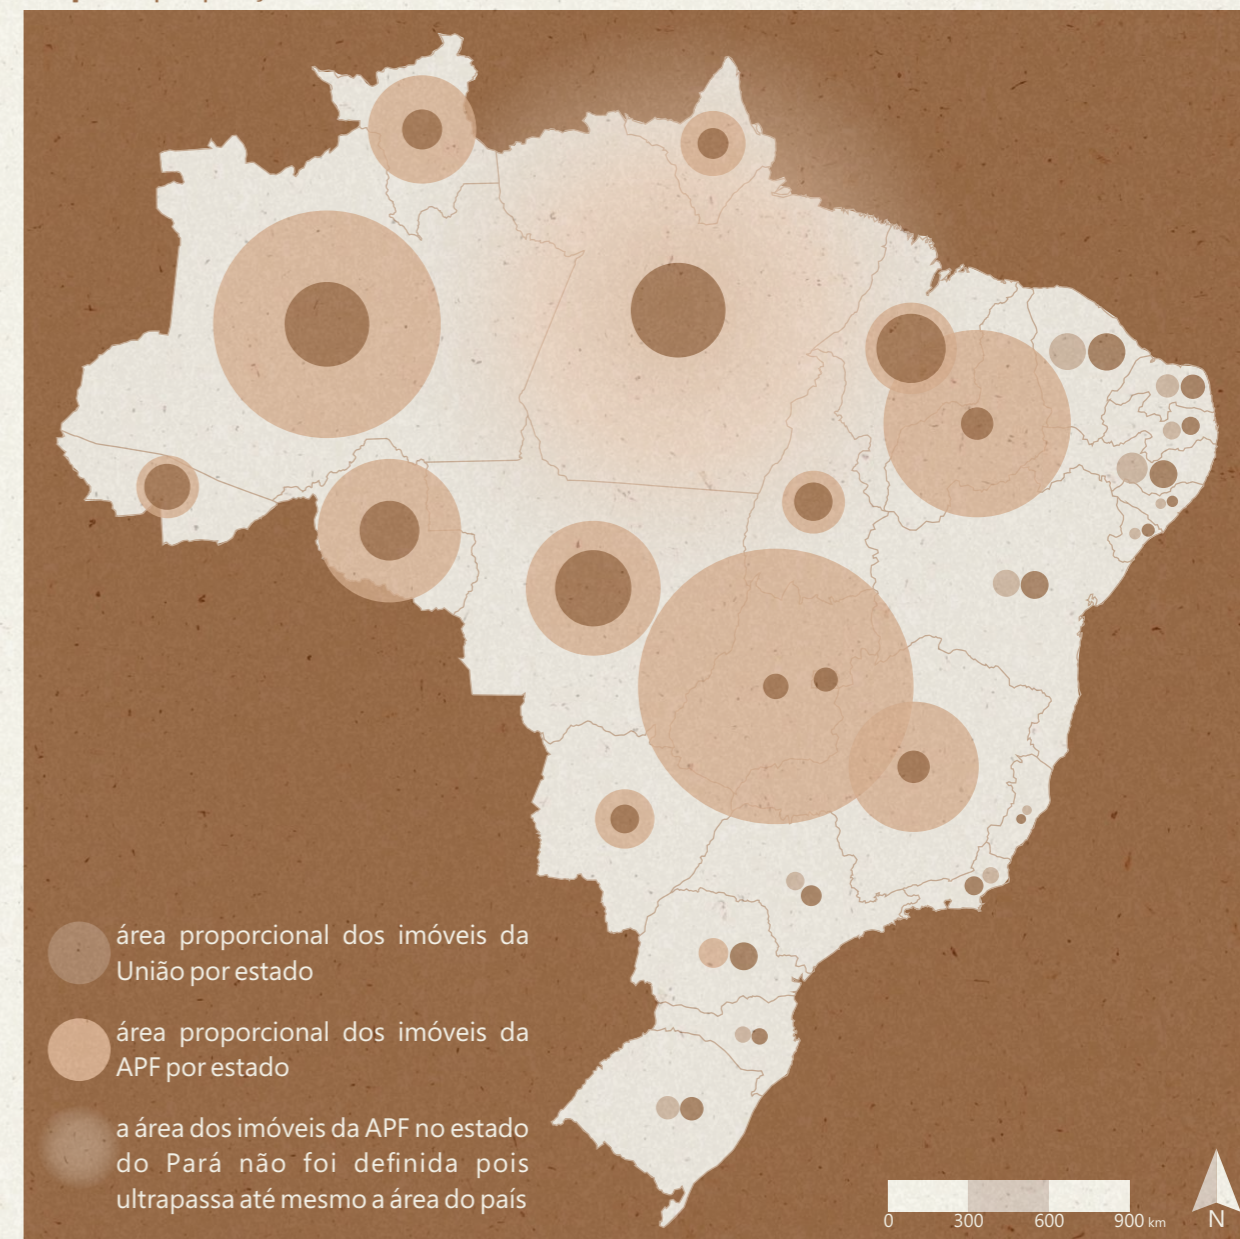 área proporcional dos imóveis da
União por estado
área proporcional dos imóveis da
APF por estado
a área dos imóveis da APF no estado
do Pará não foi definida pois
ultrapassa até mesmo a área do país
0 300 600 900 km
N